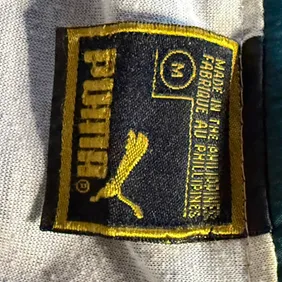 PUMA®
M
MADE IN THE PHILIPPINES
FABRIQUE AU PHILIPPINES